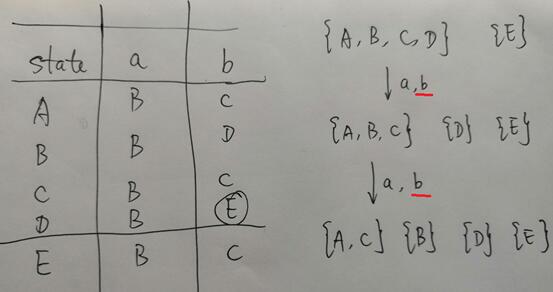 state a b
A B C
B B D
C B C
D B E
E B C
{A, B, C, D} {E}
↓ a, b
{A, B, C} {D} {E}
↓ a, b
{A, C} {B} {D} {E}